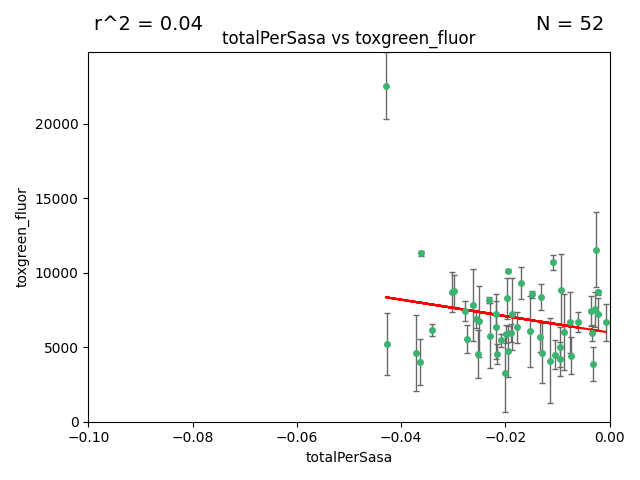 r^2 = 0.04
N = 52
totalPerSasa vs toxgreen_fluor
20000
15000
10000
5000
0
toxgreen_fluor
−0.10
−0.08
−0.06
−0.04
−0.02
0.00
totalPerSasa